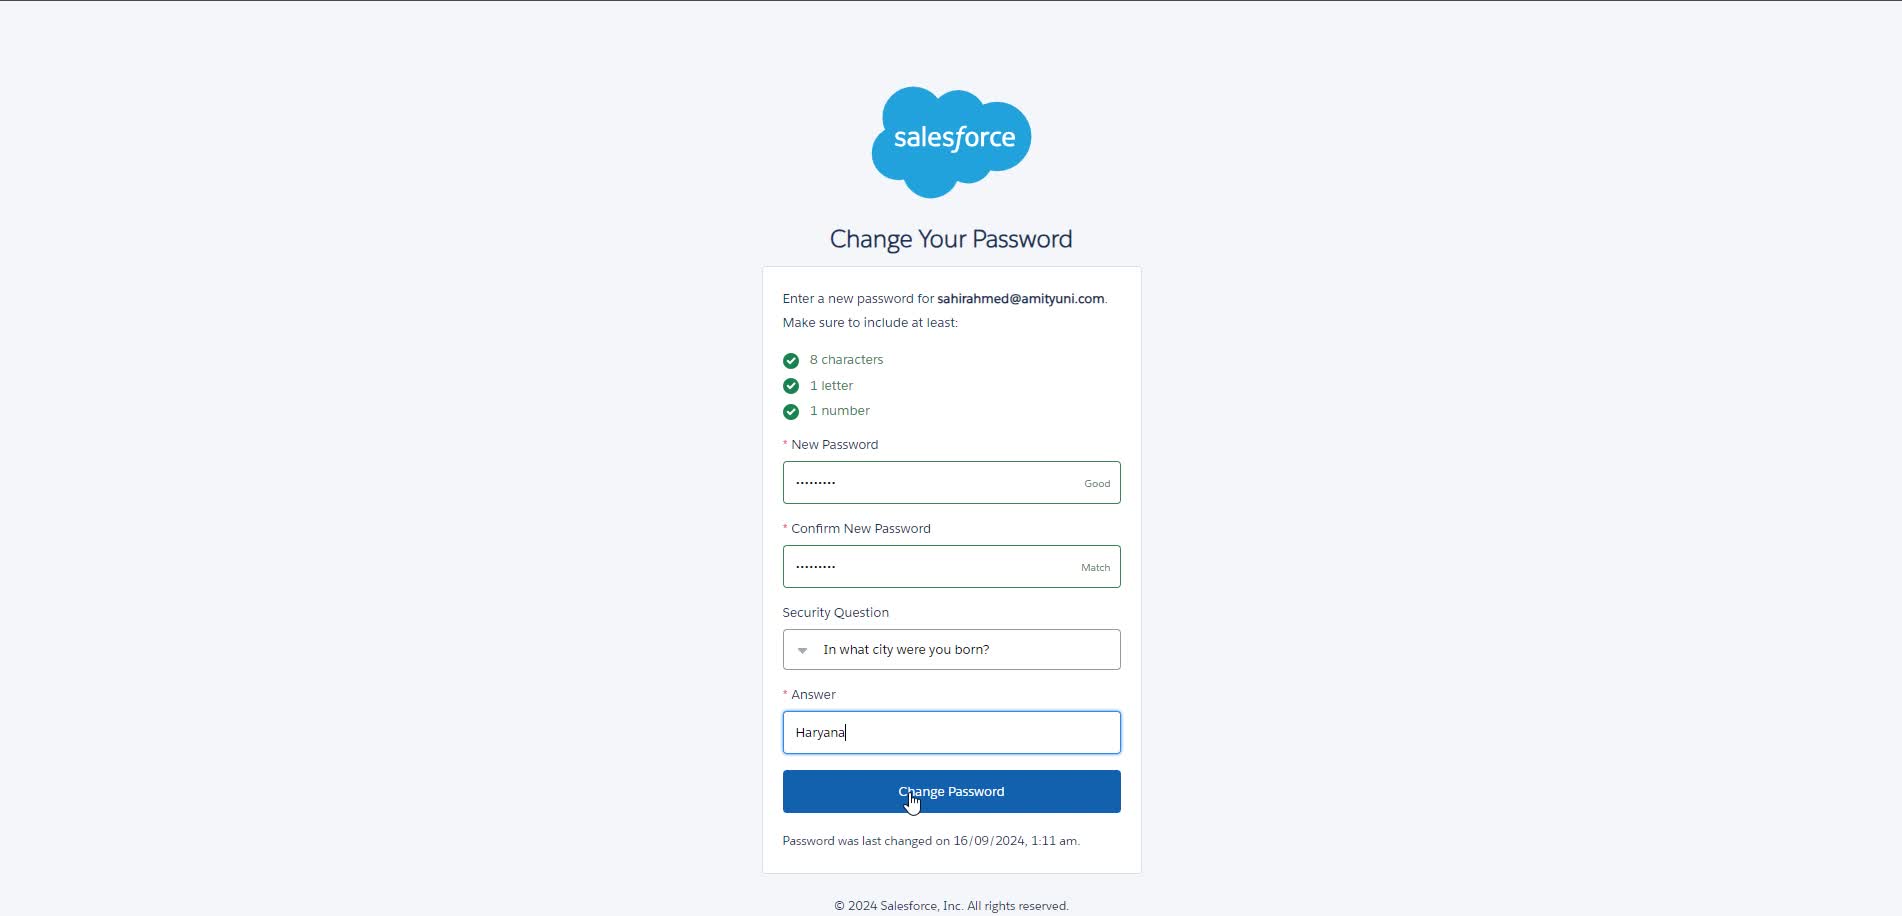 salesforce
Change Your Password
Enter a new password for sahirahmed@amityuni.com.
Make sure to include at least:
8 characters
1 letter
1 number
* New Password
••••••••• Good
* Confirm New Password
••••••••• Match
Security Question
In what city were you born?
* Answer
Haryana
Change Password
Password was last changed on 16/09/2024, 1:11 am.
© 2024 Salesforce, Inc. All rights reserved.